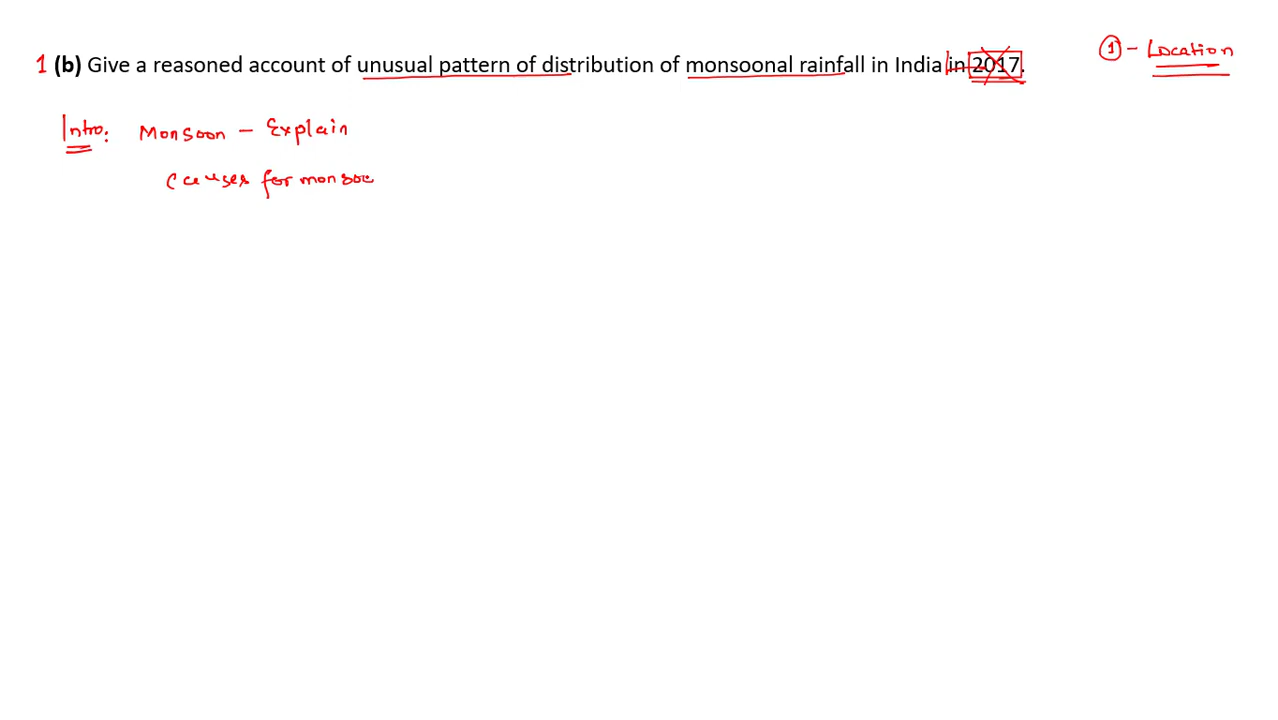 1 (b) Give a reasoned account of unusual pattern of distribution of monsoonal rainfall in India in 2017.
① - Location
Intro: Monsoon - Explain
Causes for monsoo